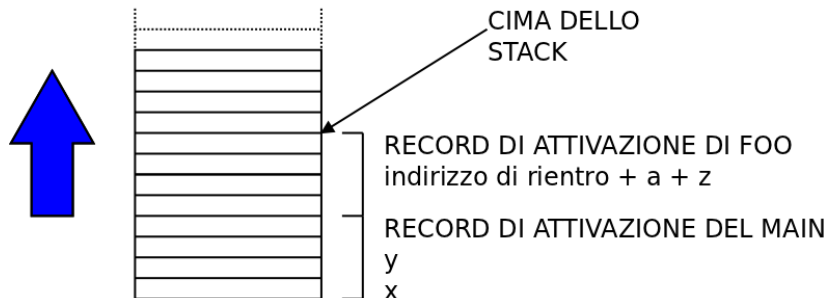 CIMA DELLO
STACK
RECORD DI ATTIVAZIONE DI FOO
indirizzo di rientro + a + z
RECORD DI ATTIVAZIONE DEL MAIN
y
x